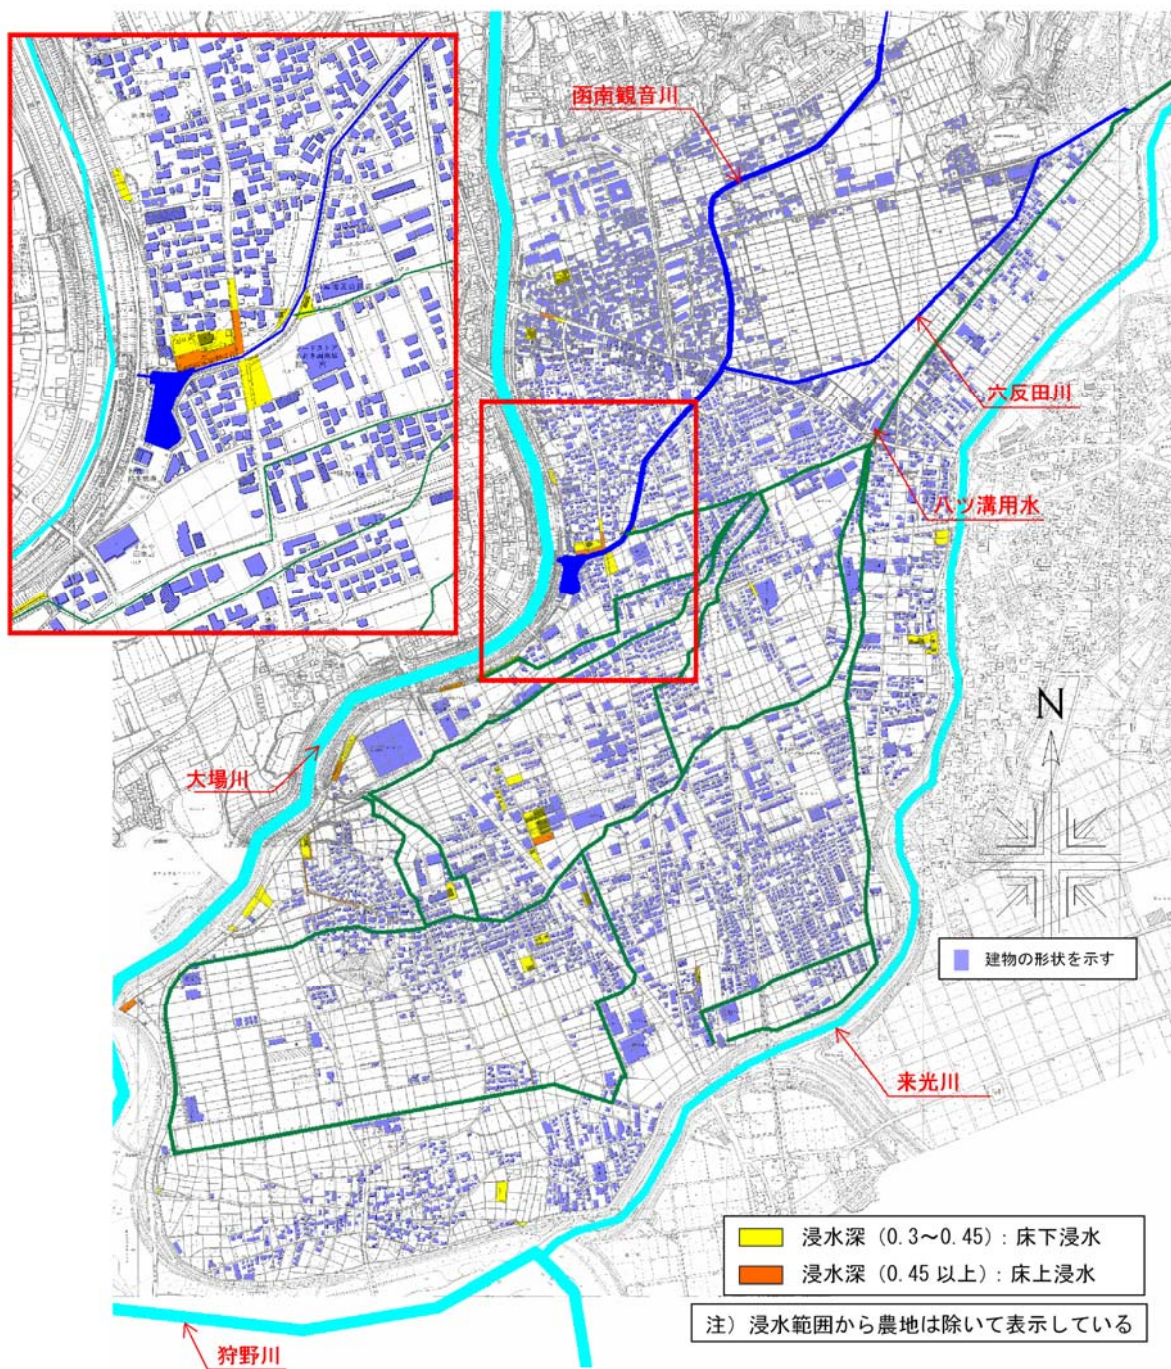 函南観音川
六反田川
八ツ溝用水
大場川
N
建物の形状を示す
来光川
浸水深（0.3～0.45）：床下浸水
浸水深（0.45 以上）：床上浸水
注）浸水範囲から農地は除いて表示している
狩野川